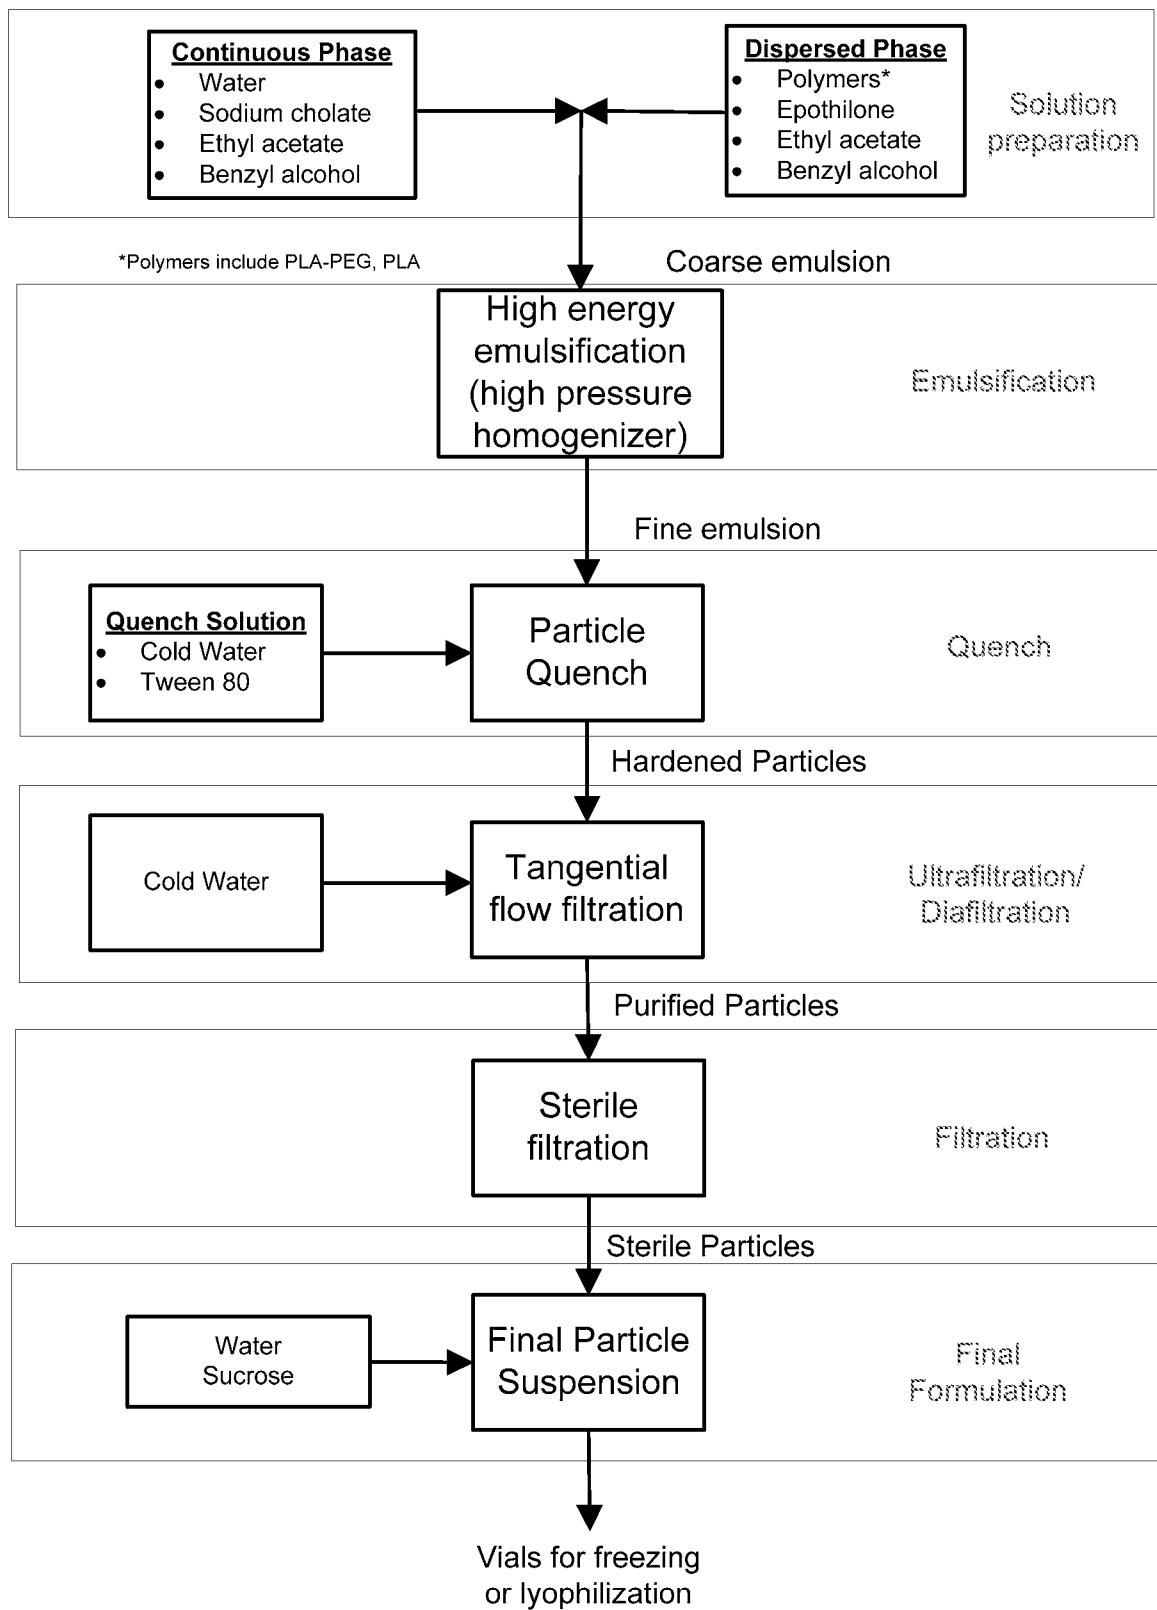 Continuous Phase
• Water
• Sodium cholate
• Ethyl acetate
• Benzyl alcohol
Dispersed Phase
• Polymers*
• Epothilone
• Ethyl acetate
• Benzyl alcohol
Solution
preparation
*Polymers include PLA-PEG, PLA
Coarse emulsion
High energy
emulsification
(high pressure
homogenizer)
Emulsification
Fine emulsion
Quench Solution
• Cold Water
• Tween 80
Particle
Quench
Quench
Hardened Particles
Cold Water
Tangential
flow filtration
Ultrafiltration/
Diafiltration
Purified Particles
Sterile
filtration
Filtration
Sterile Particles
Water
Sucrose
Final Particle
Suspension
Final
Formulation
Vials for freezing
or lyophilization